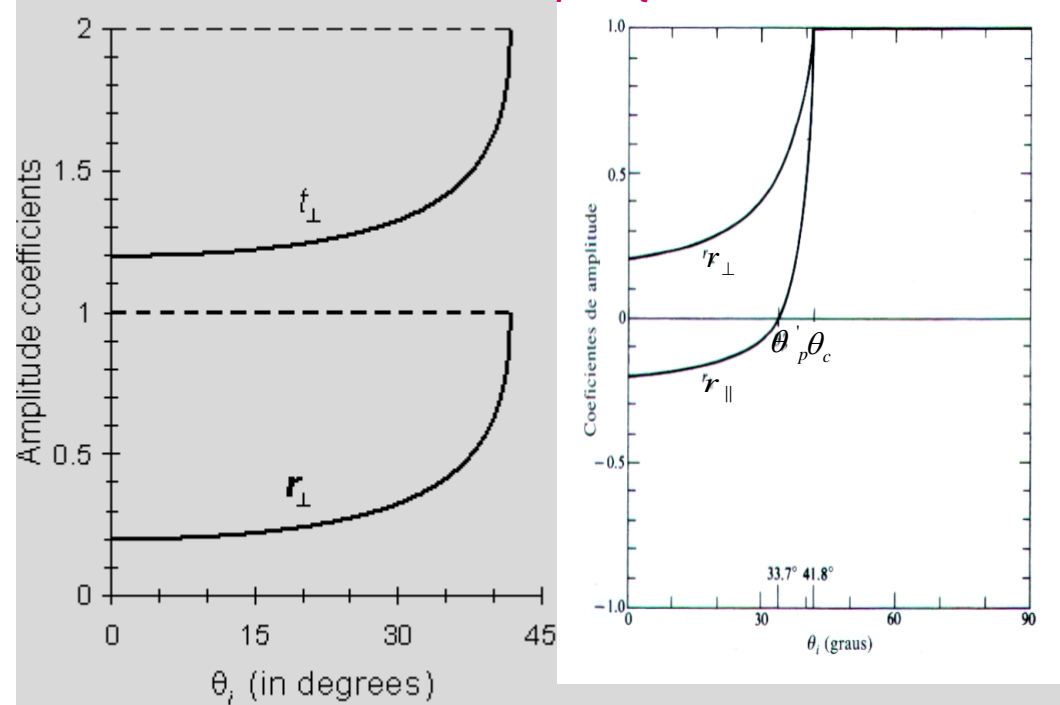 Amplitude coefficients
2
1.5
1
0.5
0
t⊥
r⊥
0 15 30 45
θi (in degrees)
Coeficientes de amplitude
1.0
0.5
0
−0.5
−1.0
r⊥
θ'p θc
r∥
33.7° 41.8°
0 30 60 90
θi (graus)